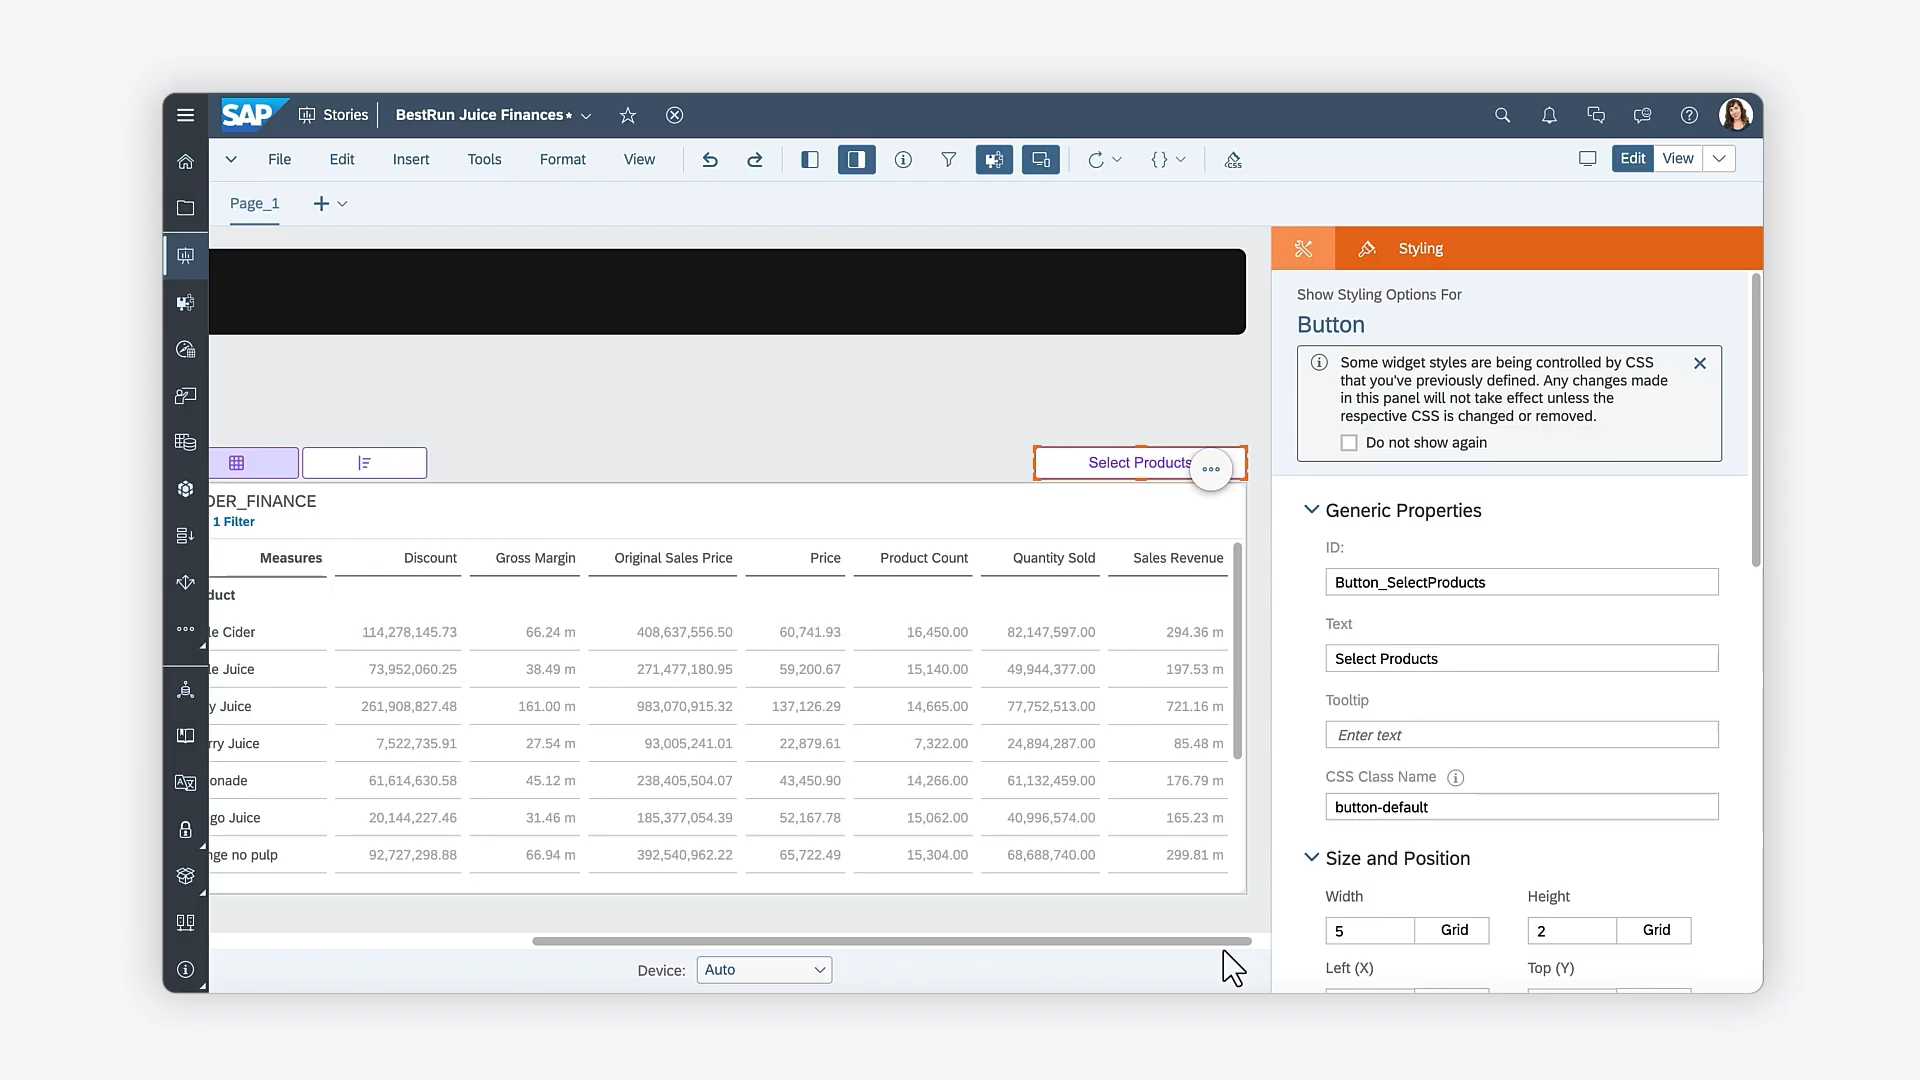 SAP Stories BestRun Juice Finances*
File Edit Insert Tools Format View { } CSS Edit View
Page_1
Styling
Show Styling Options For
Button
Some widget styles are being controlled by CSS
that you've previously defined. Any changes made
in this panel will not take effect unless the
respective CSS is changed or removed.
Do not show again
Select Products
DER_FINANCE
1 Filter
Measures Discount Gross Margin Original Sales Price Price Product Count Quantity Sold Sales Revenue
duct
le Cider 114,278,145.73 66.24 m 408,637,556.50 60,741.93 16,450.00 82,147,597.00 294.36 m
le Juice 73,952,060.25 38.49 m 271,477,180.95 59,200.67 15,140.00 49,944,377.00 197.53 m
y Juice 261,908,827.48 161.00 m 983,070,915.32 137,126.29 14,665.00 77,752,513.00 721.16 m
rry Juice 7,522,735.91 27.54 m 93,005,241.01 22,879.61 7,322.00 24,894,287.00 85.48 m
onade 61,614,630.58 45.12 m 238,405,504.07 43,450.90 14,266.00 61,132,459.00 176.79 m
go Juice 20,144,227.46 31.46 m 185,377,054.39 52,167.78 15,062.00 40,996,574.00 165.23 m
nge no pulp 92,727,298.88 66.94 m 392,540,962.22 65,722.49 15,304.00 68,688,740.00 299.81 m
Device: Auto
Generic Properties
ID:
Button_SelectProducts
Text
Select Products
Tooltip
Enter text
CSS Class Name
button-default
Size and Position
Width Height
5 Grid 2 Grid
Left (X) Top (Y)